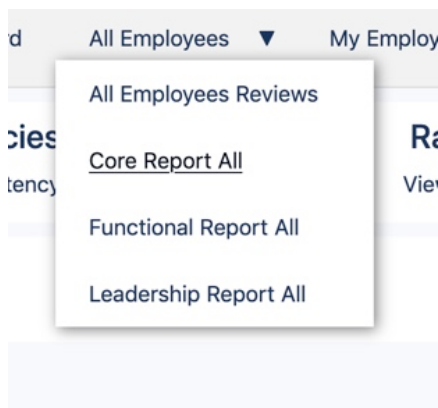 rd All Employees ▼ My Employ
All Employees Reviews
cies Ra
Core Report All
tency Viev
Functional Report All
Leadership Report All